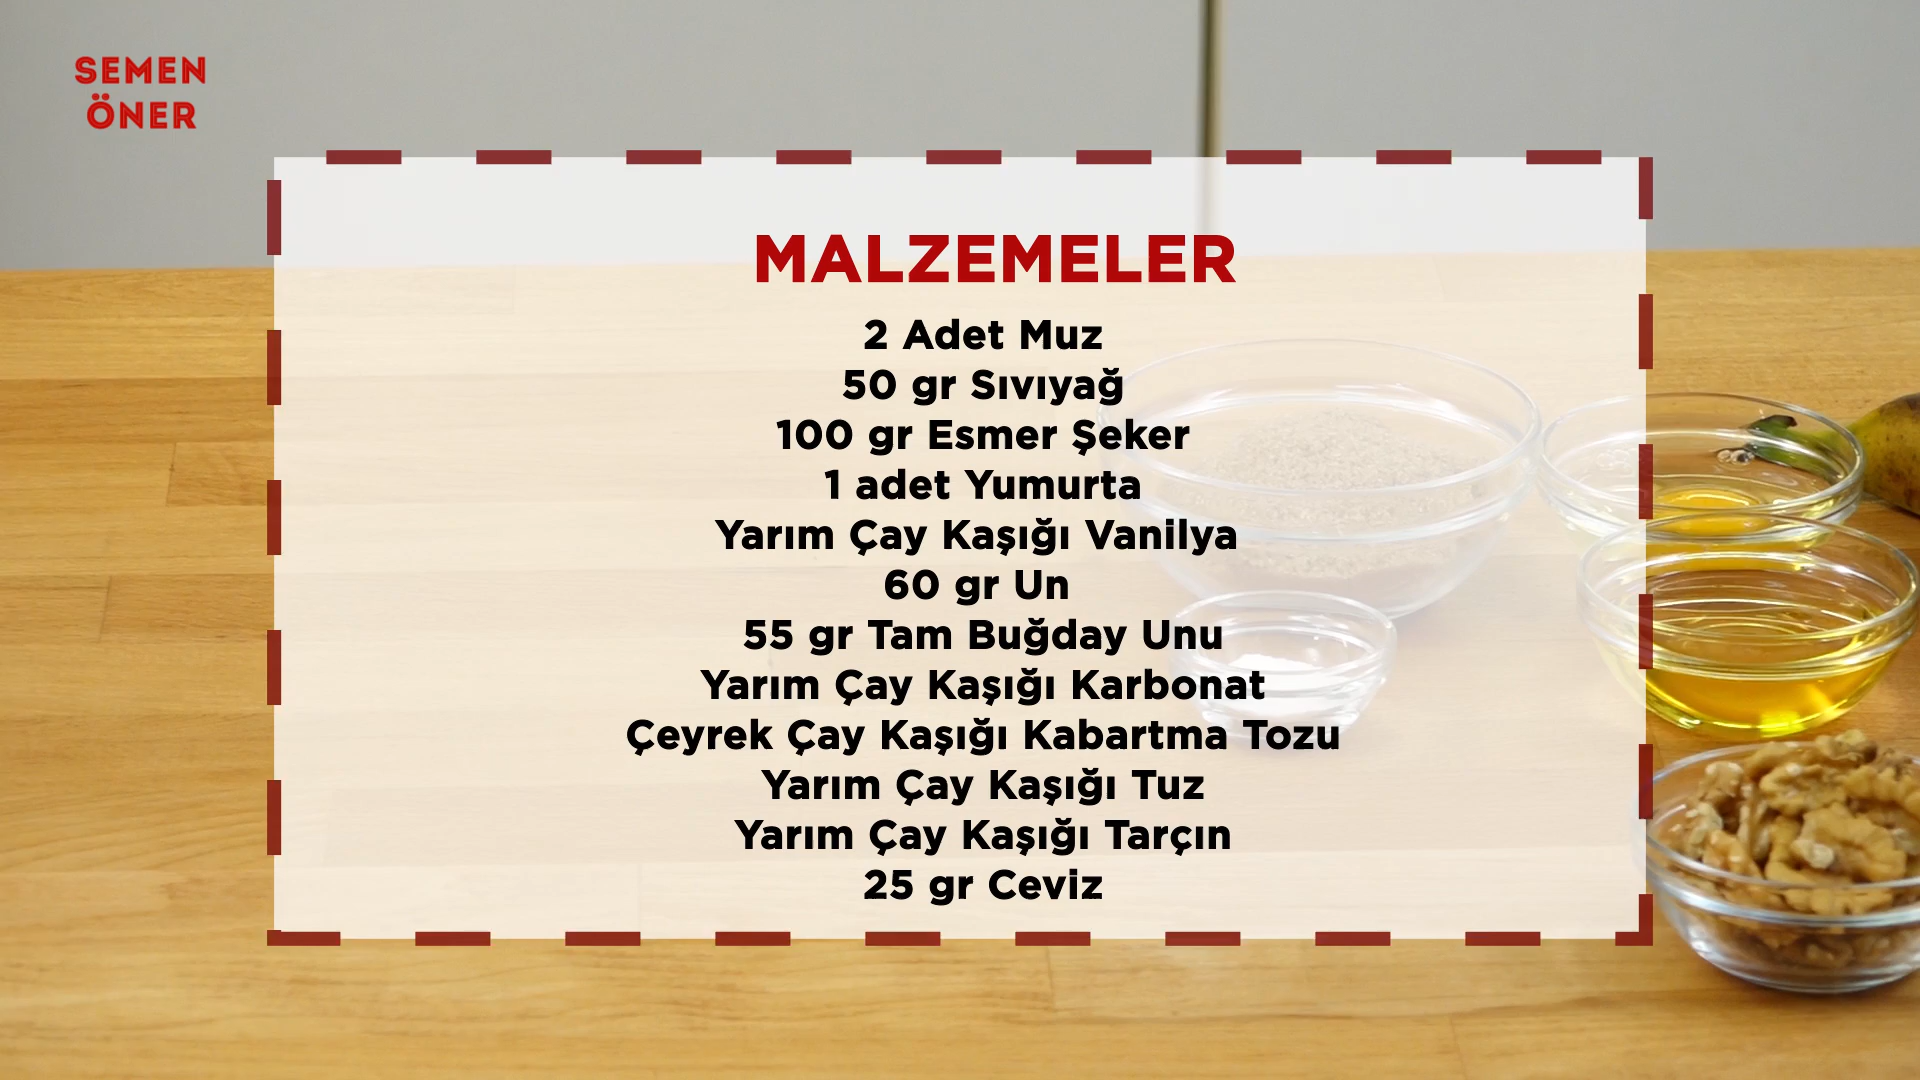 SEMEN
ÖNER
MALZEMELER
2 Adet Muz
50 gr Sıvıyağ
100 gr Esmer Şeker
1 adet Yumurta
Yarım Çay Kaşığı Vanilya
60 gr Un
55 gr Tam Buğday Unu
Yarım Çay Kaşığı Karbonat
Çeyrek Çay Kaşığı Kabartma Tozu
Yarım Çay Kaşığı Tuz
Yarım Çay Kaşığı Tarçın
25 gr Ceviz